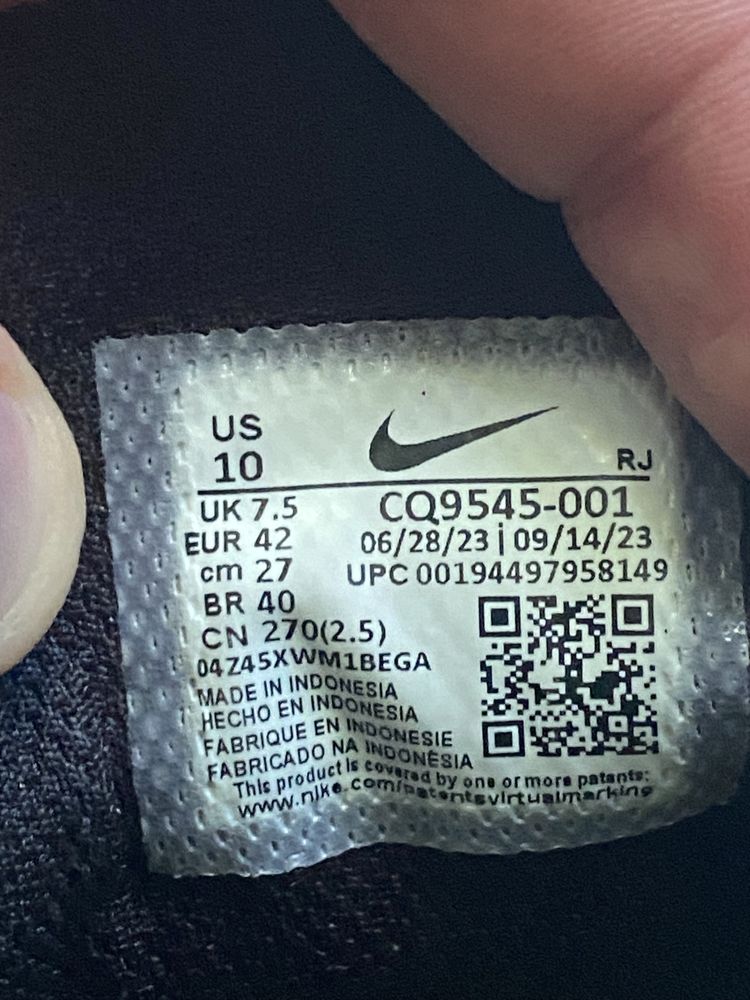 US
10
RJ
UK 7.5
CQ9545-001
EUR 42
06/28/23 | 09/14/23
cm 27
UPC 00194497958149
BR 40
CN 270(2.5)
04Z45XWM1BEGA
MADE IN INDONESIA
HECHO EN INDONESIA
FABRIQUE EN INDONESIE
FABRICADO NA INDONÉSIA
This product is covered by one or more patents:
www.nike.com/patentsvirtualmarking